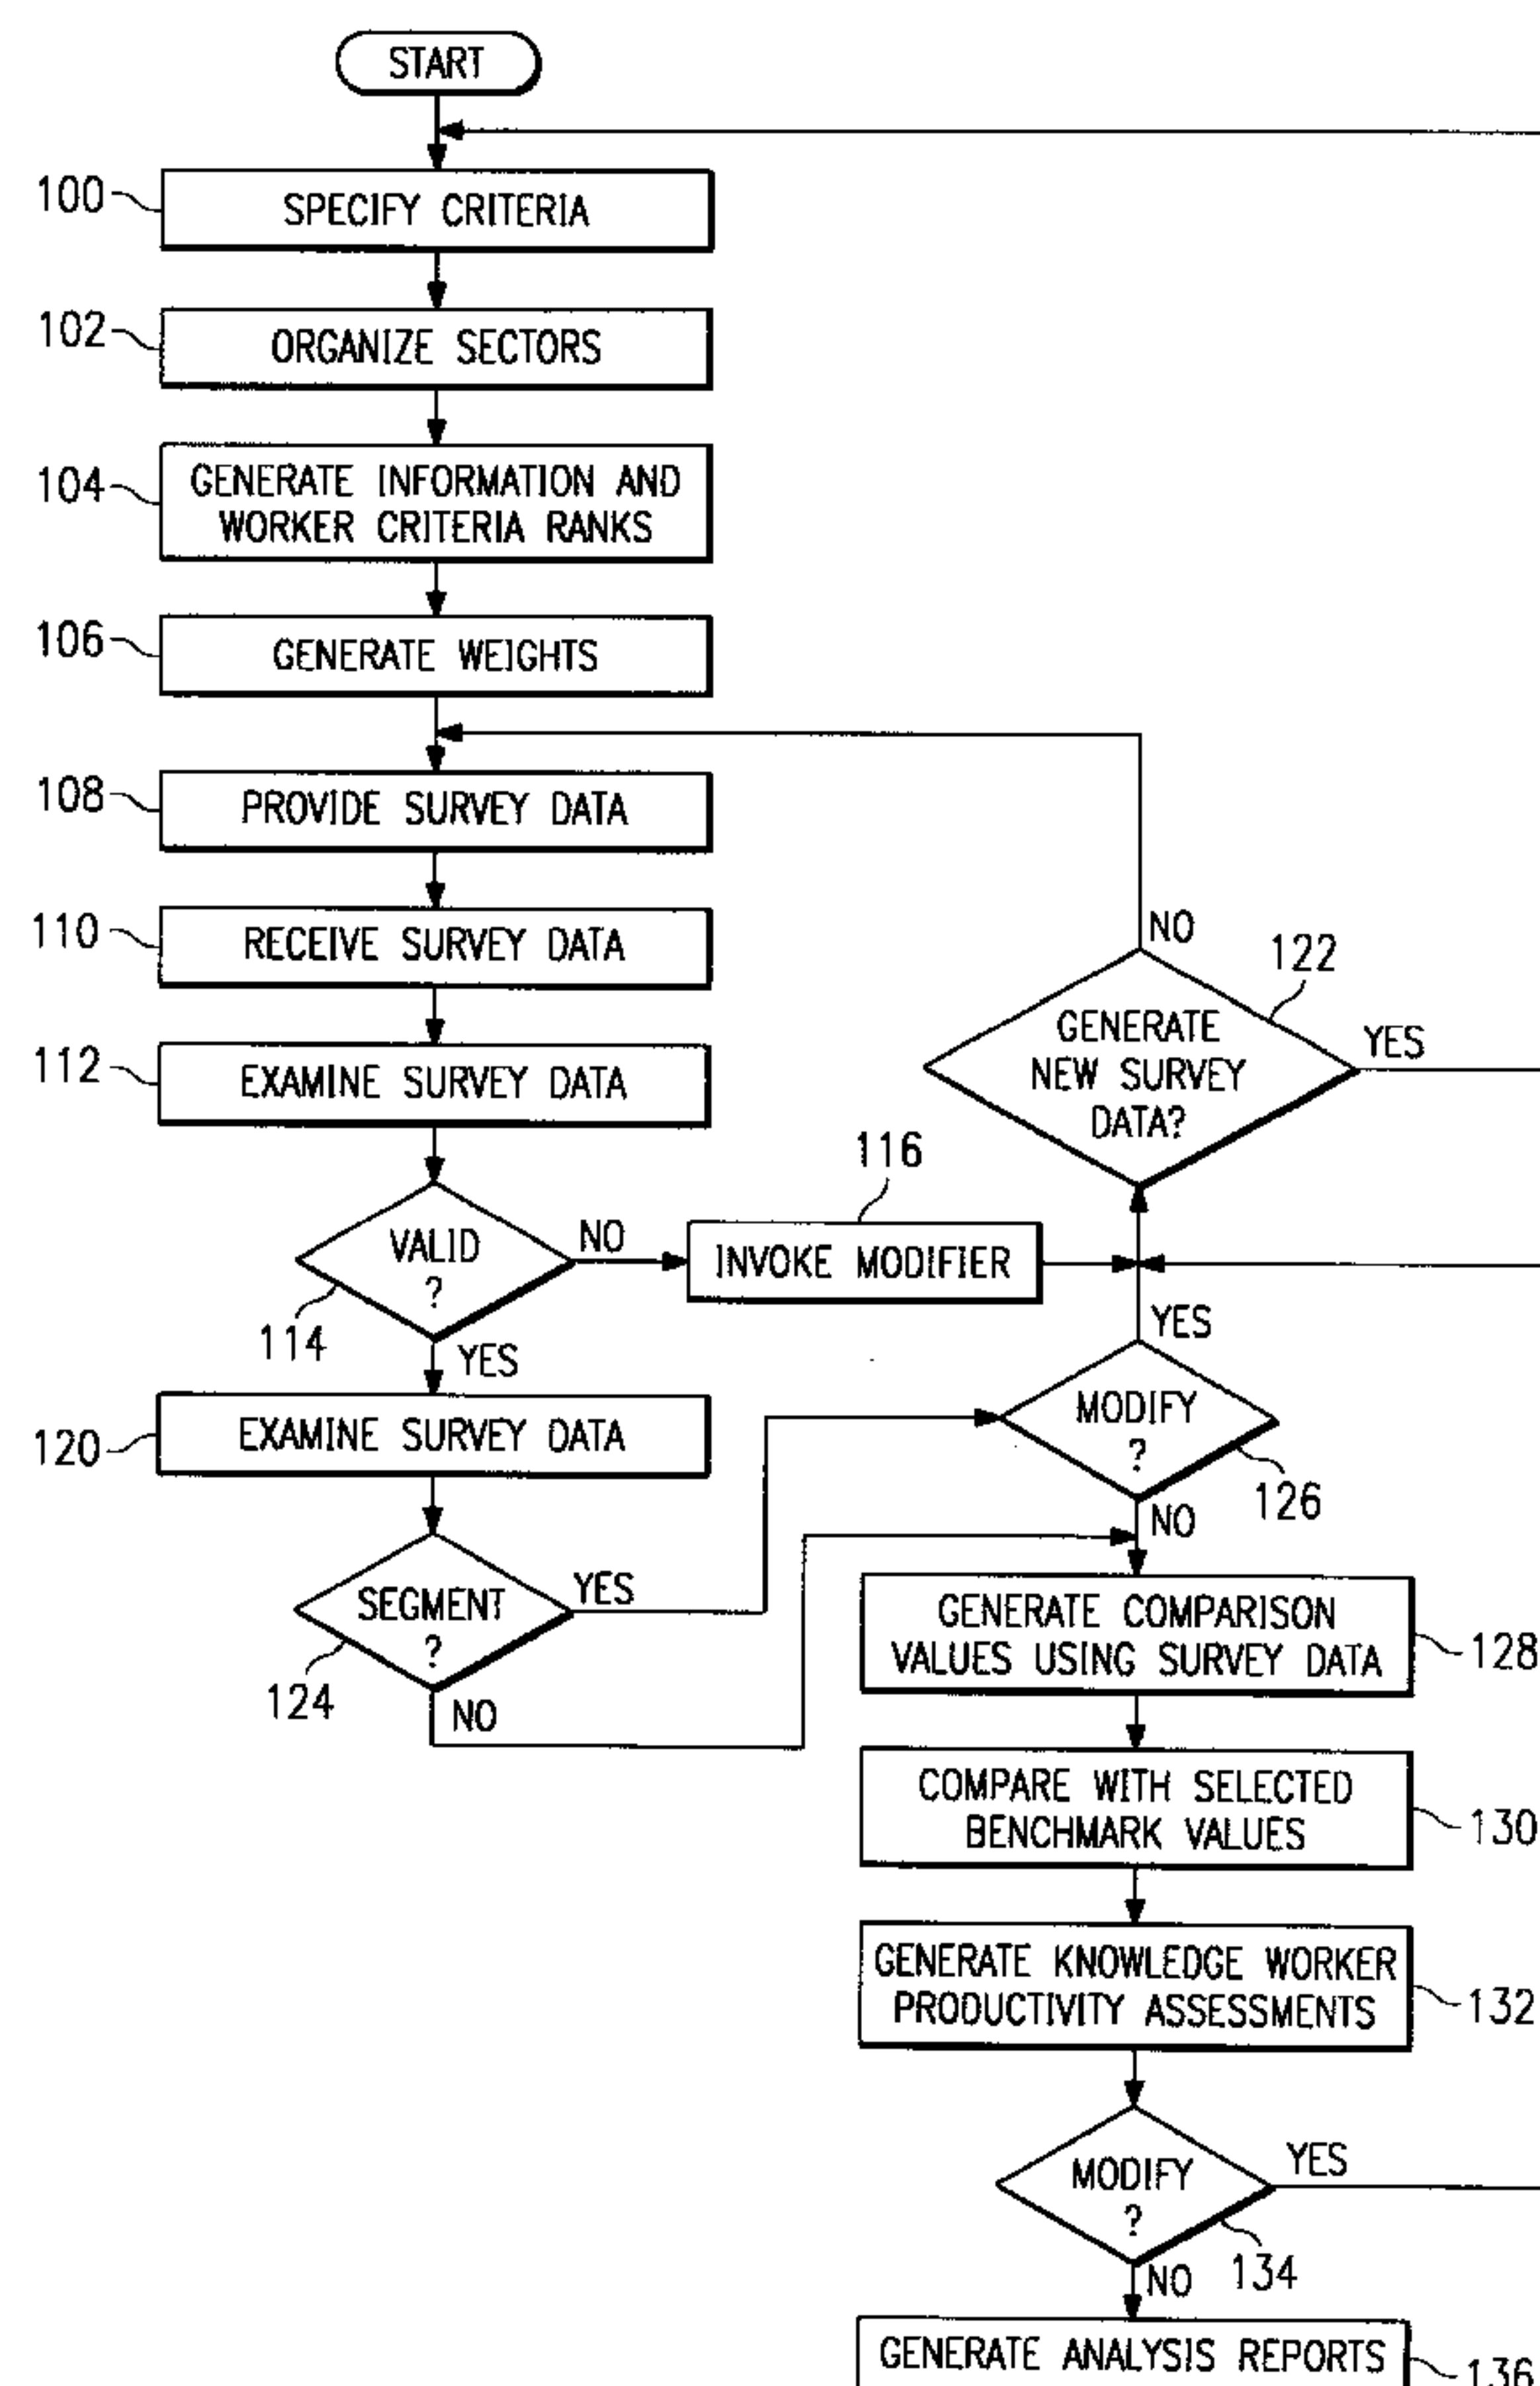 START
100
SPECIFY CRITERIA
102
ORGANIZE SECTORS
104
GENERATE INFORMATION AND
WORKER CRITERIA RANKS
106
GENERATE WEIGHTS
108
PROVIDE SURVEY DATA
110
RECEIVE SURVEY DATA
112
EXAMINE SURVEY DATA
VALID
?
114
NO
YES
116
INVOKE MODIFIER
120
EXAMINE SURVEY DATA
SEGMENT
?
124
YES
NO
NO
122
GENERATE
NEW SURVEY
DATA?
YES
YES
MODIFY
?
126
NO
GENERATE COMPARISON
VALUES USING SURVEY DATA
128
COMPARE WITH SELECTED
BENCHMARK VALUES
130
GENERATE KNOWLEDGE WORKER
PRODUCTIVITY ASSESSMENTS
132
MODIFY
?
YES
134
NO
GENERATE ANALYSIS REPORTS
136